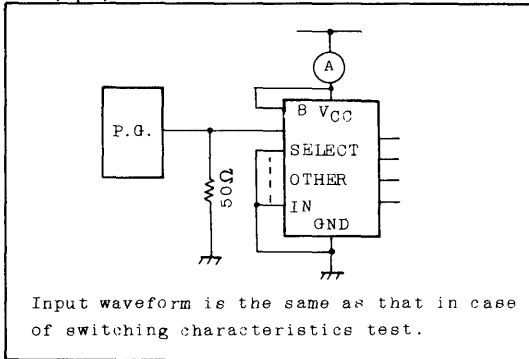 A
B VCC
P.G.
SELECT
50Ω
OTHER
IN
GND
Input waveform is the same as that in case
of switching characteristics test.